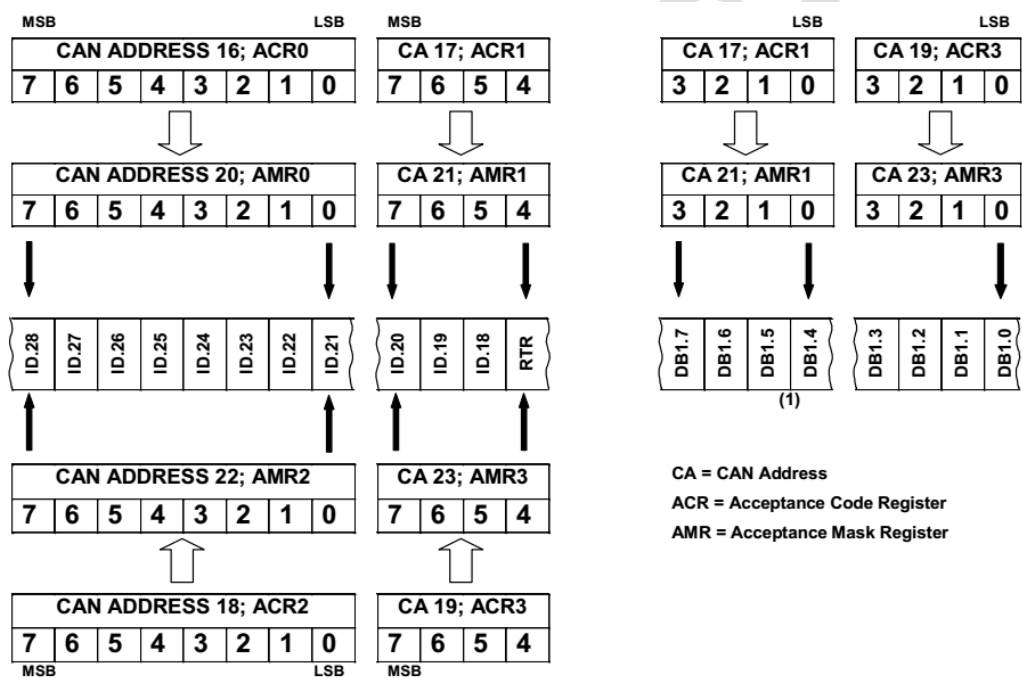 MSB LSB MSB LSB LSB
CAN ADDRESS 16; ACR0 CA 17; ACR1 CA 17; ACR1 CA 19; ACR3
7 6 5 4 3 2 1 0 7 6 5 4 3 2 1 0 3 2 1 0
CAN ADDRESS 20; AMR0 CA 21; AMR1 CA 21; AMR1 CA 23; AMR3
7 6 5 4 3 2 1 0 7 6 5 4 3 2 1 0 3 2 1 0
ID.28 ID.27 ID.26 ID.25 ID.24 ID.23 ID.22 ID.21 ID.20 ID.19 ID.18 RTR DB1.7 DB1.6 DB1.5 DB1.4 DB1.3 DB1.2 DB1.1 DB1.0
(1)
CAN ADDRESS 22; AMR2 CA 23; AMR3
7 6 5 4 3 2 1 0 7 6 5 4
CA = CAN Address
ACR = Acceptance Code Register
AMR = Acceptance Mask Register
CAN ADDRESS 18; ACR2 CA 19; ACR3
7 6 5 4 3 2 1 0 7 6 5 4
MSB LSB MSB